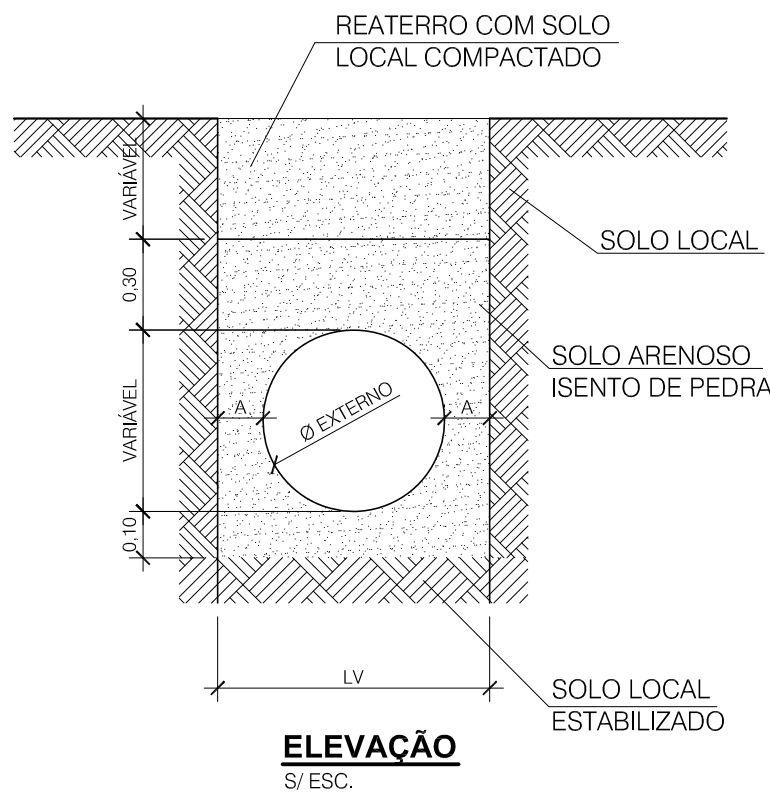 REATERRO COM SOLO
LOCAL COMPACTADO
VARIÁVEL
SOLO LOCAL
0,30
SOLO ARENOSO
ISENTO DE PEDRA
VARIÁVEL
A
Ø EXTERNO
A
0,10
LV
SOLO LOCAL
ESTABILIZADO
ELEVAÇÃO
S/ ESC.